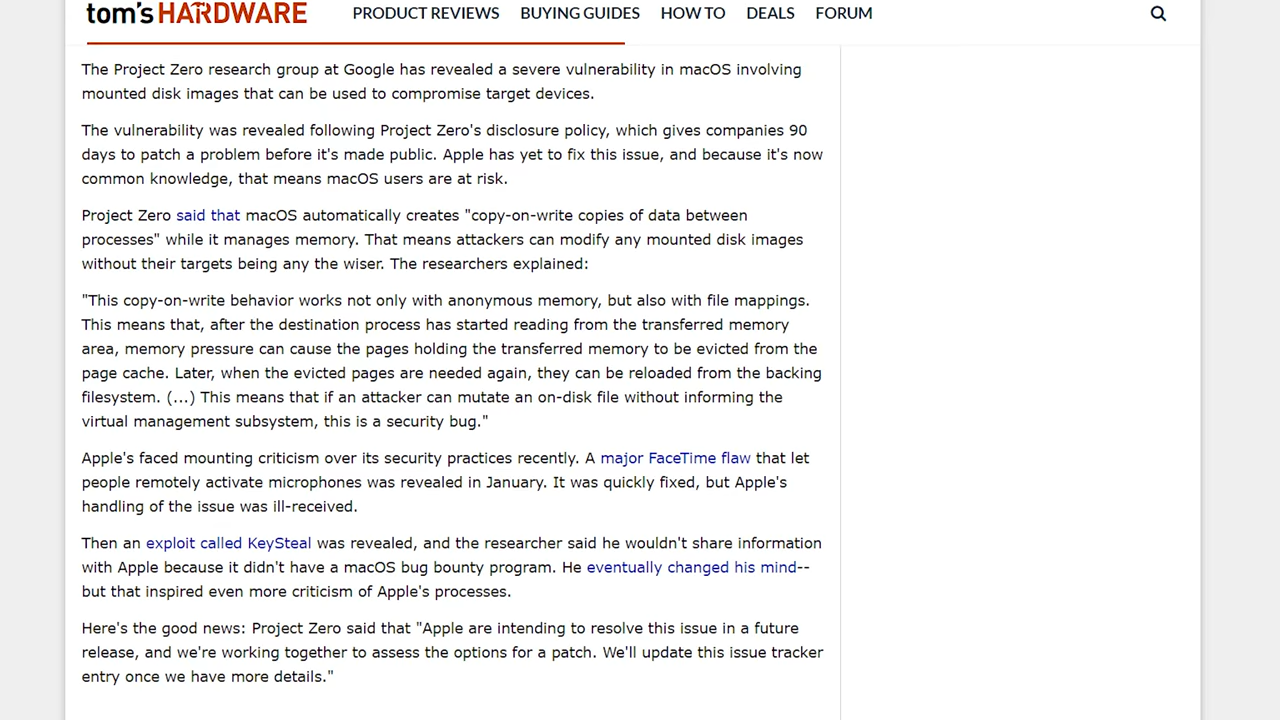 tom's HARDWARE PRODUCT REVIEWS BUYING GUIDES HOW TO DEALS FORUM
The Project Zero research group at Google has revealed a severe vulnerability in macOS involving
mounted disk images that can be used to compromise target devices.
The vulnerability was revealed following Project Zero's disclosure policy, which gives companies 90
days to patch a problem before it's made public. Apple has yet to fix this issue, and because it's now
common knowledge, that means macOS users are at risk.
Project Zero said that macOS automatically creates "copy-on-write copies of data between
processes" while it manages memory. That means attackers can modify any mounted disk images
without their targets being any the wiser. The researchers explained:
"This copy-on-write behavior works not only with anonymous memory, but also with file mappings.
This means that, after the destination process has started reading from the transferred memory
area, memory pressure can cause the pages holding the transferred memory to be evicted from the
page cache. Later, when the evicted pages are needed again, they can be reloaded from the backing
filesystem. (...) This means that if an attacker can mutate an on-disk file without informing the
virtual management subsystem, this is a security bug."
Apple's faced mounting criticism over its security practices recently. A major FaceTime flaw that let
people remotely activate microphones was revealed in January. It was quickly fixed, but Apple's
handling of the issue was ill-received.
Then an exploit called KeySteal was revealed, and the researcher said he wouldn't share information
with Apple because it didn't have a macOS bug bounty program. He eventually changed his mind--
but that inspired even more criticism of Apple's processes.
Here's the good news: Project Zero said that "Apple are intending to resolve this issue in a future
release, and we're working together to assess the options for a patch. We'll update this issue tracker
entry once we have more details."